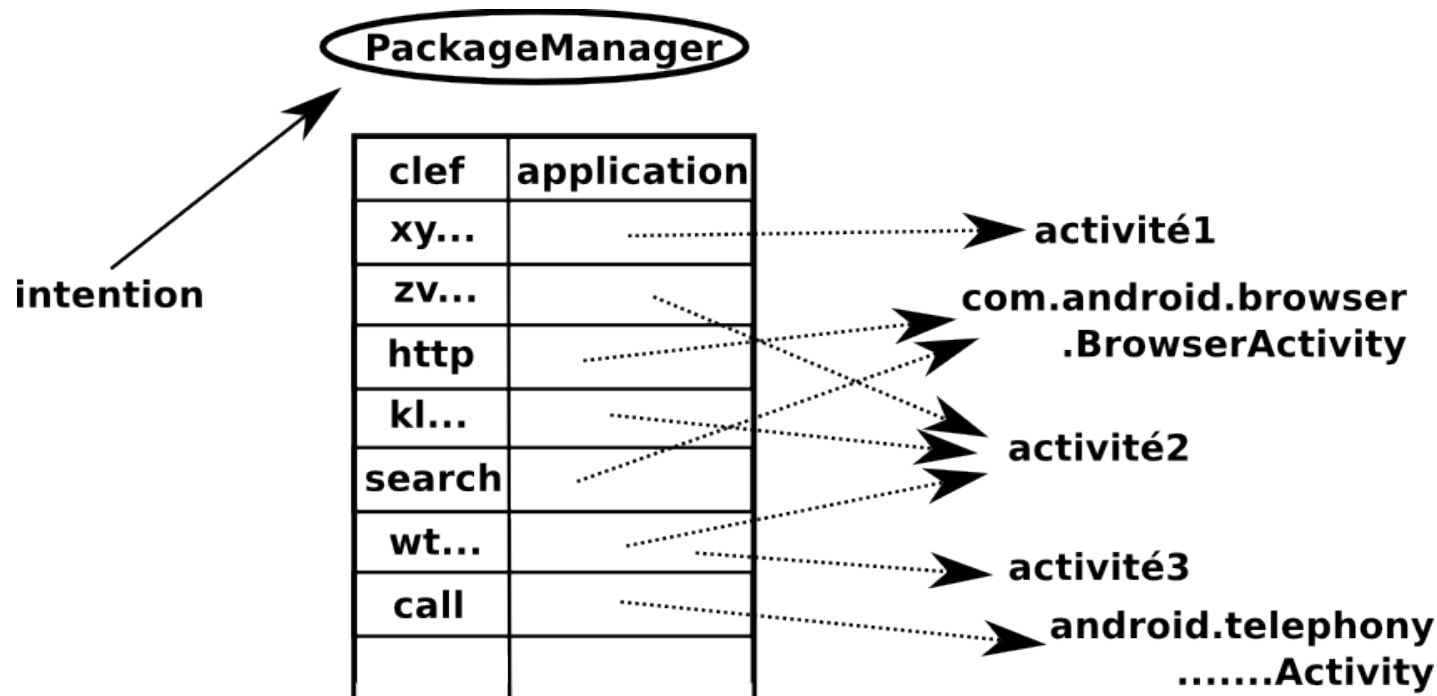 PackageManager
clef application
xy... activité1
intention
zv... com.android.browser
http .BrowserActivity
kl... activité2
search
wt... activité3
call android.telephony
.......Activity